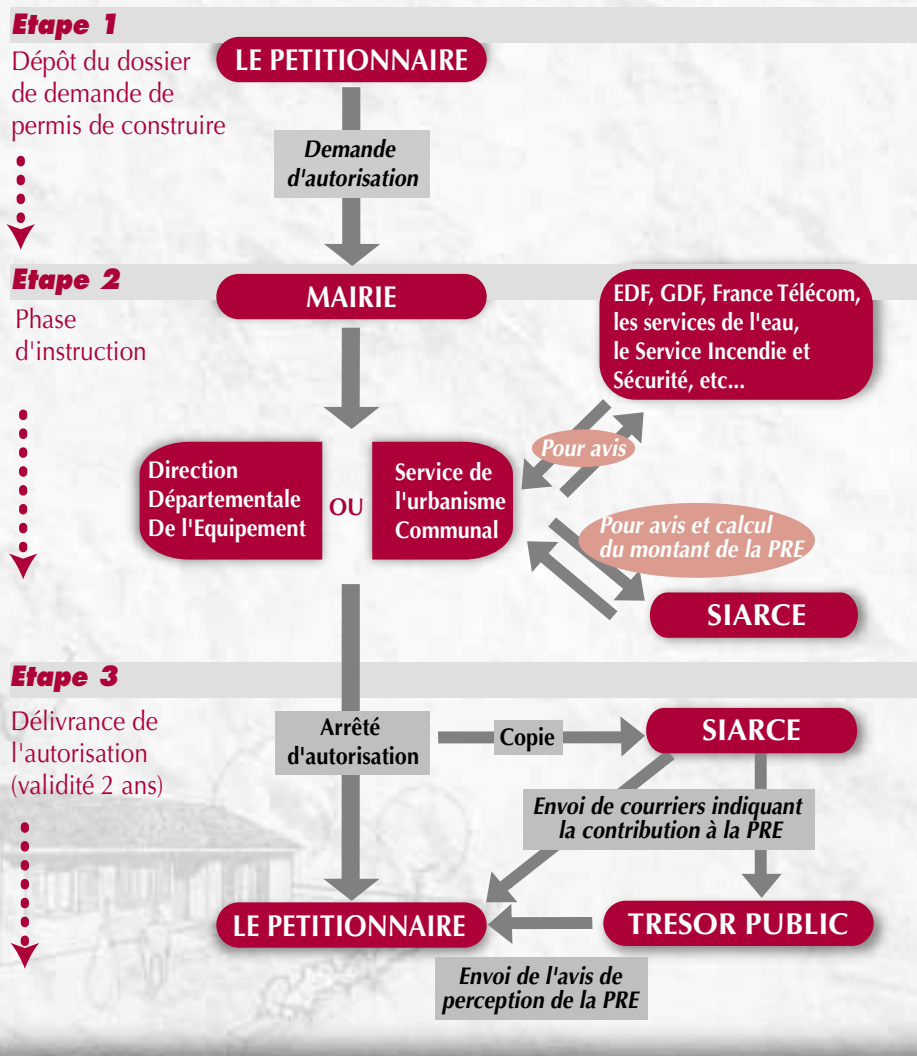 Etape 1
Dépôt du dossier
de demande de
permis de construire
LE PETITIONNAIRE
Demande
d'autorisation
Etape 2
Phase
d'instruction
MAIRIE
EDF, GDF, France Télécom,
les services de l'eau,
le Service Incendie et
Sécurité, etc...
Pour avis
Direction
Départementale
De l'Equipement
OU
Service de
l'urbanisme
Communal
Pour avis et calcul
du montant de la PRE
SIARCE
Etape 3
Délivrance de
l'autorisation
(validité 2 ans)
Arrêté
d'autorisation
Copie
SIARCE
Envoi de courriers indiquant
la contribution à la PRE
LE PETITIONNAIRE
TRESOR PUBLIC
Envoi de l'avis de
perception de la PRE